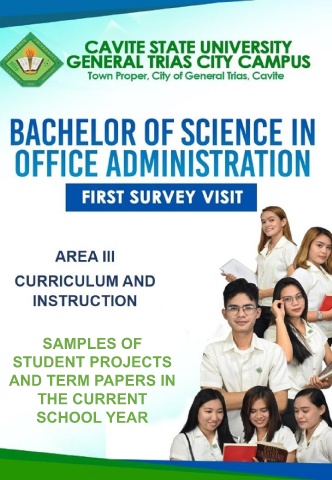 CAVITE STATE UNIVERSITY
GENERAL TRIAS CITY CAMPUS
Town Proper, City of General Trias, Cavite
BACHELOR OF SCIENCE IN
OFFICE ADMINISTRATION
FIRST SURVEY VISIT
AREA III
CURRICULUM AND
INSTRUCTION
SAMPLES OF
STUDENT PROJECTS
AND TERM PAPERS IN
THE CURRENT
SCHOOL YEAR